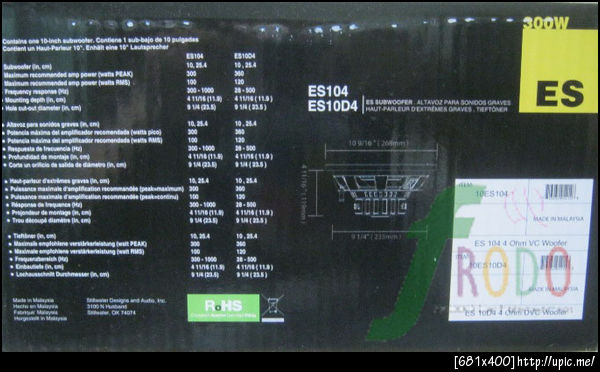 Contains one 10-inch subwoofer. Contiene 1 sub-bajo de 10 pulgadas
Contient un Haut-Parleur 10". Enhält eine 10" Lautsprecher
ES104 ES10D4
Subwoofer (in, cm) 10, 25.4 10, 25.4
Maximum recommended amp power (watts PEAK) 300 360
Maximum recommended amp power (watts RMS) 100 120
Frequency response (Hz) 300 - 1000 28 - 500
Mounting depth (in, cm) 4 11/16 (11.9 ) 4 11/16 (11.9 )
Hole cut-out diameter (in, cm) 9 1/4 (23.5 ) 9 1/4 (23.5 )
Altavoz para sonidos graves (in, cm) 10, 25.4 10, 25.4
Potencia máxima del amplificador recomendada (watts pico) 300 360
Potencia máxima del amplificador recomendada (watts RMS) 100 120
Respuesta de frecuencia (Hz) 300 - 1000 28 - 500
Profundidad de montaje (in, cm) 4 11/16 (11.9 ) 4 11/16 (11.9 )
Corte un orificio de salida de diámetro (in, cm) 9 1/4 (23.5 ) 9 1/4 (23.5 )
Haut-parleur d'extrêmes graves (in, cm) 10, 25.4 10, 25.4
Puissance maximale d'amplification recommandée (peak=maximum) 300 360
Puissance maximale d'amplification recommandée (peak=continu) 100 120
Réponse de fréquence (Hz) 300 - 1000 28 - 500
Profondeur de montage (in, cm) 4 11/16 (11.9 ) 4 11/16 (11.9 )
Trou découpé diamètre (in, cm) 9 1/4 (23.5 ) 9 1/4 (23.5 )
Tieftöner (in, cm) 10, 25.4 10, 25.4
Maximale empfohlene verstärkerleistung (watt PEAK) 300 360
Maximale empfohlene verstärkerleistung (watt RMS) 100 120
Frequenzbereich (Hz) 300 - 1000 28 - 500
Einbautiefe (in, cm) 4 11/16 (11.9 ) 4 11/16 (11.9 )
Lochausschnitt Durchmesser (in, cm) 9 1/4 (23.5 ) 9 1/4 (23.5 )
Made in Malaysia
Hecho en Malaysia
Fabriqué Malaysia
Hergestellt in Malaysia
Stillwater Designs and Audio, Inc.
3100 N.Husband
Stillwater, OK 74074
RoHS
300W
ES
ES104
ES10D4
ES SUBWOOFER . ALTAVOZ PARA SONIDOS GRAVES
HAUT-PARLEUR D'EXTRÊMES GRAVES . TIEFTÖNER
10 9/16 " (268mm)
4 11/16 " (119mm)
9 1/4 " (235mm)
ITEM
10ES104
MADE IN MALAYSIA
ES 104 4 Ohm VC Woofer
ITEM
10ES10D4
MADE IN MALAYSIA
ES 10D4 4 Ohm DVC Woofer
fRODO
[681x400]http://upic.me/